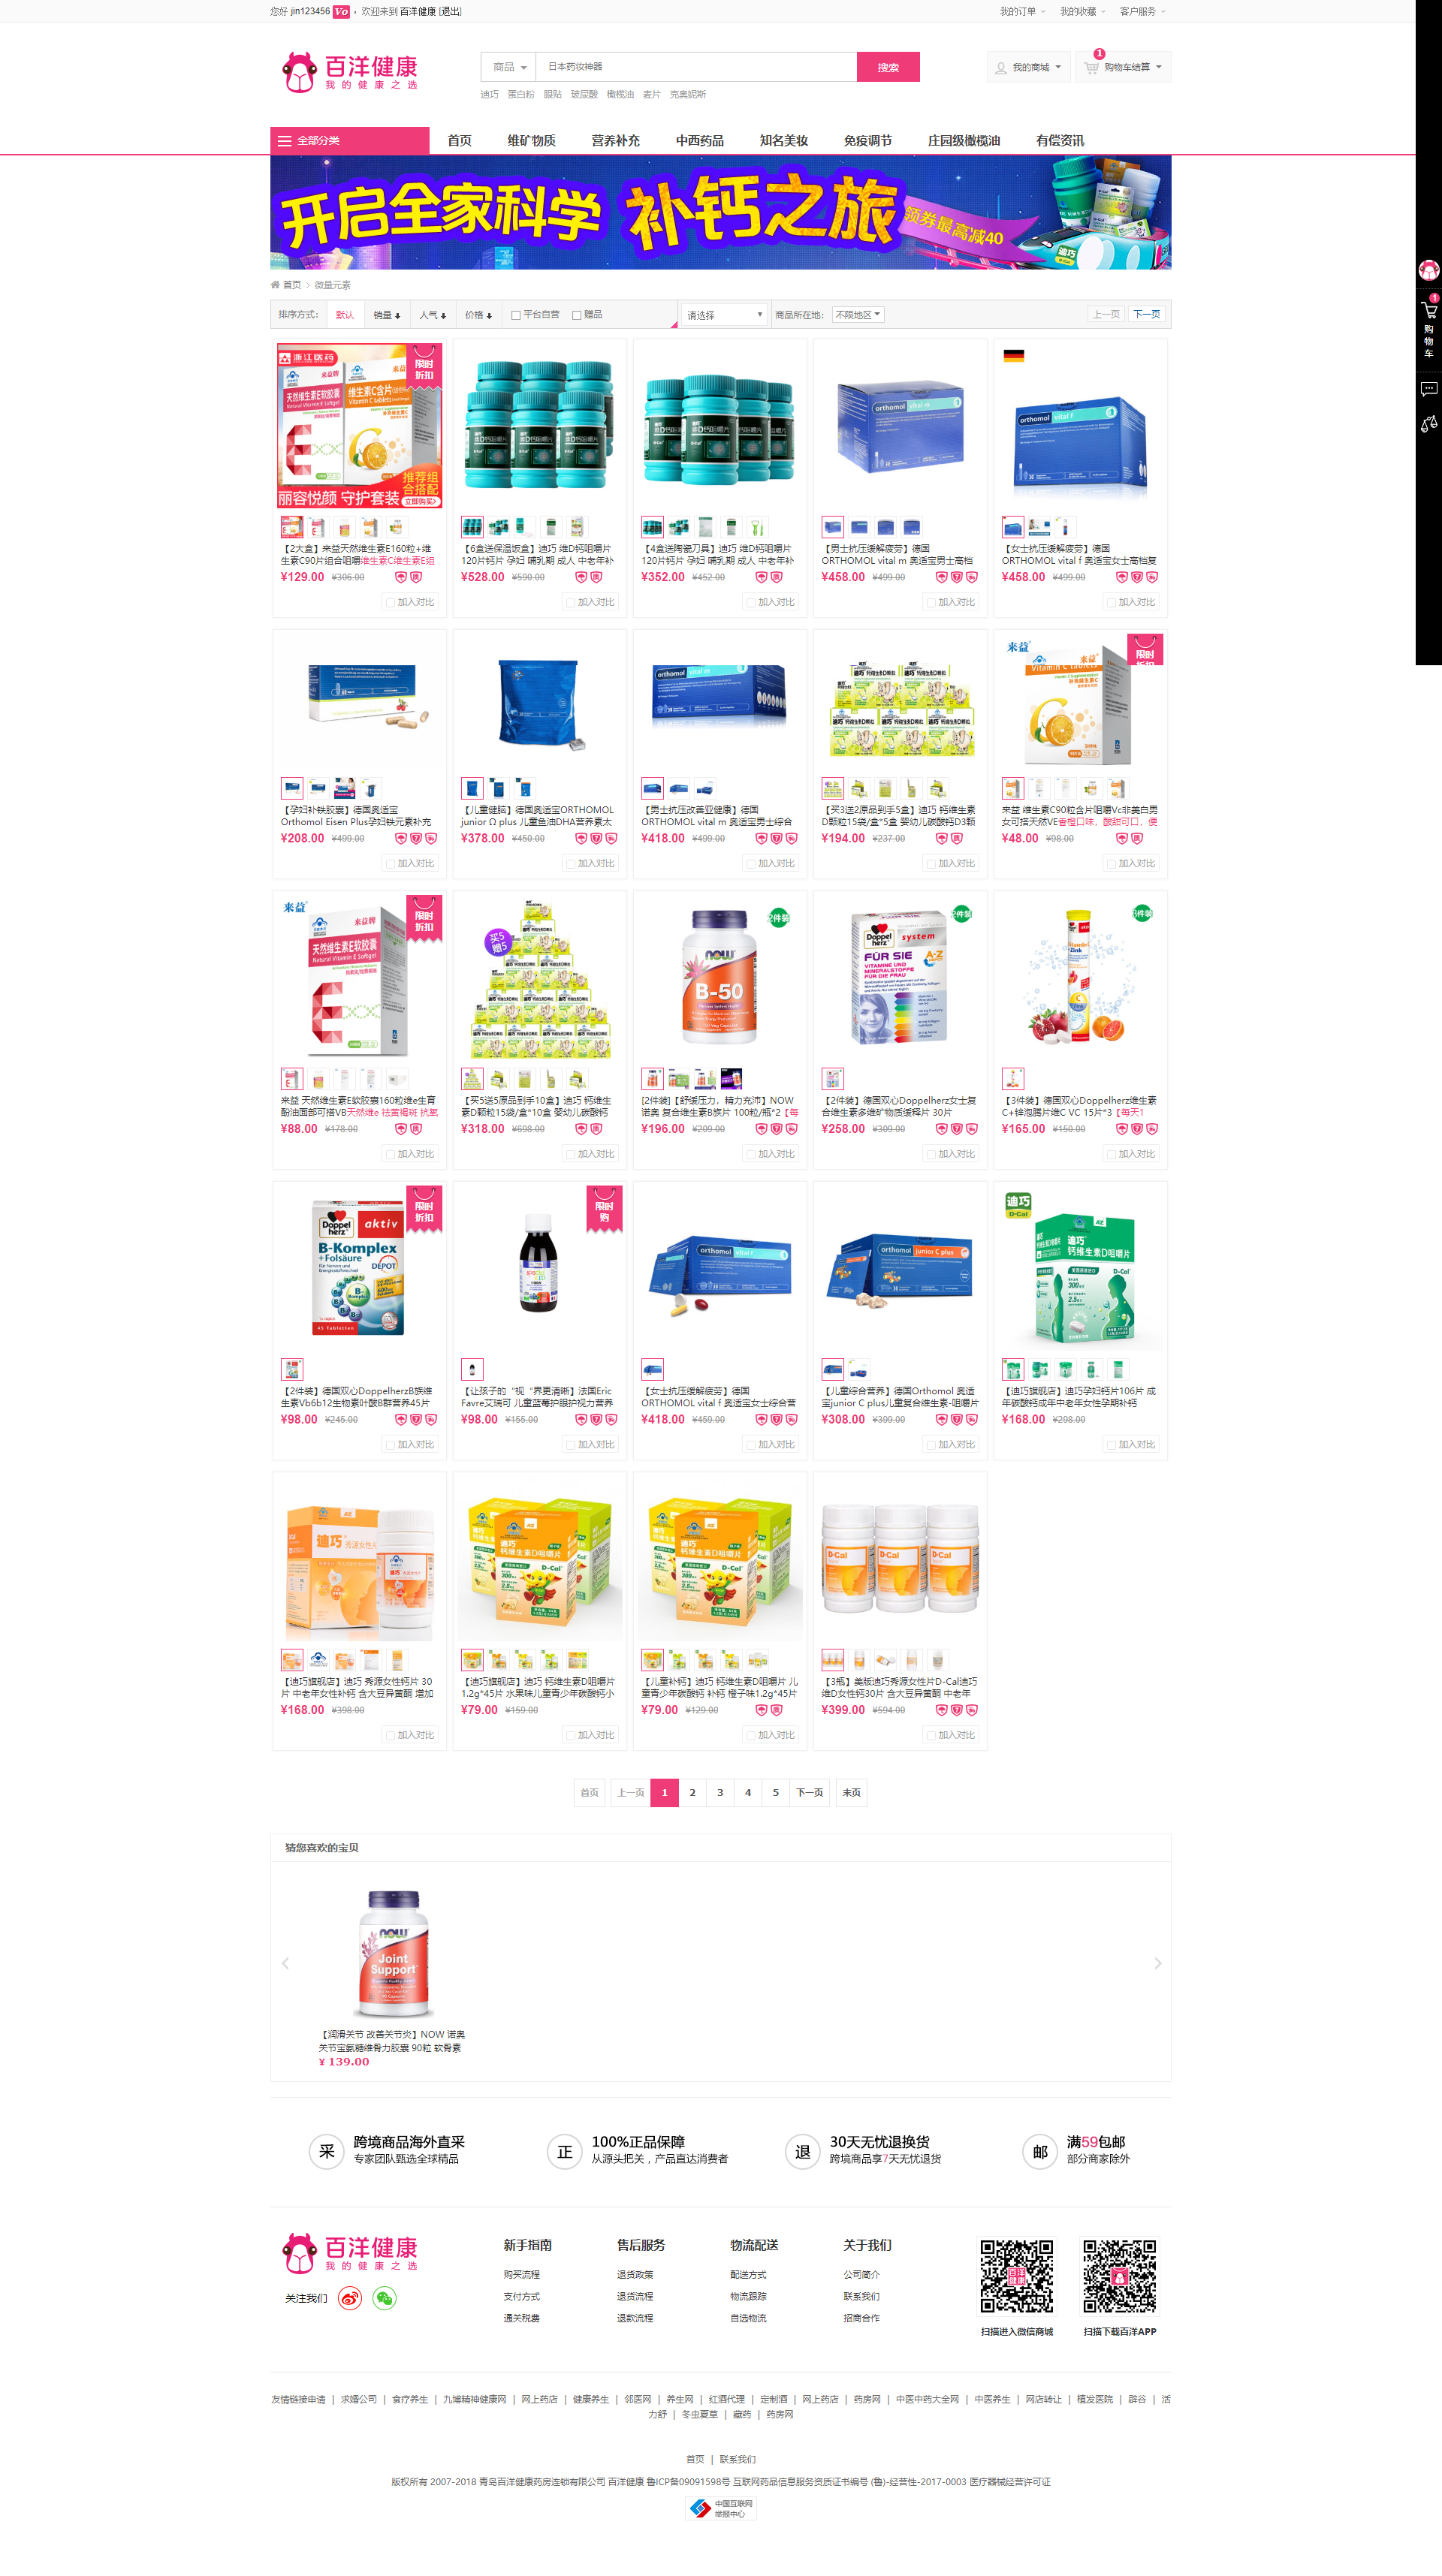 您好 jin123456 V0 ，欢迎来到 百洋健康 [退出]
我的订单 我的收藏 客户服务
百洋健康
我的健康之选
商品 日本药妆神器 搜索
迪巧 蛋白粉 眼贴 玻尿酸 橄榄油 麦片 克奥妮斯
我的商城 1 购物车结算
全部分类 首页 维矿物质 营养补充 中西药品 知名美妆 免疫调节 庄园级橄榄油 有偿资讯
开启全家科学 补钙之旅 领券最高减40
首页 > 微量元素
排序方式： 默认 销量 人气 价格 平台自营 赠品 请选择 商品所在地： 不限地区 上一页 下一页
1
购物车
【2大盒】来益天然维生素E160粒+维
生素C90片组合咀嚼维生素C维生素E组
¥129.00 ¥306.00
加入对比
【6盒送保温饭盒】迪巧 维D钙咀嚼片
120片钙片 孕妇 哺乳期 成人 中老年补
¥528.00 ¥590.00
加入对比
【4盒送陶瓷刀具】迪巧 维D钙咀嚼片
120片钙片 孕妇 哺乳期 成人 中老年补
¥352.00 ¥452.00
加入对比
【男士抗压缓解疲劳】德国
ORTHOMOL vital m 奥适宝男士高档
¥458.00 ¥499.00
加入对比
【女士抗压缓解疲劳】德国
ORTHOMOL vital f 奥适宝女士高档复
¥458.00 ¥499.00
加入对比
【孕妇补铁胶囊】德国奥适宝
Orthomol Eisen Plus孕妇铁元素补充
¥208.00 ¥499.00
加入对比
【儿童健脑】德国奥适宝ORTHOMOL
junior Ω plus 儿童鱼油DHA营养素太
¥378.00 ¥450.00
加入对比
【男士抗压改善亚健康】德国
ORTHOMOL vital m 奥适宝男士综合
¥418.00 ¥499.00
加入对比
【买3送2原品到手5盒】迪巧 钙维生素
D颗粒15袋/盒*5盒 婴幼儿碳酸钙D3颗
¥194.00 ¥237.00
加入对比
来益 维生素C90粒含片咀嚼Vc非美白男
女可搭天然VE香橙口味，酸甜可口，便
¥48.00 ¥98.00
加入对比
来益 天然维生素E软胶囊160粒维e生育
酚油面部可搭VB天然维e 祛黄褐斑 抗氧
¥88.00 ¥178.00
加入对比
【买5送5原品到手10盒】迪巧 钙维生
素D颗粒15袋/盒*10盒 婴幼儿碳酸钙
¥318.00 ¥698.00
加入对比
[2件装]【舒缓压力，精力充沛】NOW
诺奥 复合维生素B族片 100粒/瓶*2【每
¥196.00 ¥209.00
加入对比
【2件装】德国双心Doppelherz女士复
合维生素多维矿物质缓释片 30片
¥258.00 ¥309.00
加入对比
【3件装】德国双心Doppelherz维生素
C+锌泡腾片维C VC 15片*3【每天1
¥165.00 ¥150.00
加入对比
【2件装】德国双心DoppelherzB族维
生素Vb6b12生物素叶酸B群营养45片
¥98.00 ¥245.00
加入对比
【让孩子的“视“界更清晰】法国Eric
Favre艾瑞可 儿童蓝莓护眼护视力营养
¥98.00 ¥155.00
加入对比
【女士抗压缓解疲劳】德国
ORTHOMOL vital f 奥适宝女士综合营
¥418.00 ¥459.00
加入对比
【儿童综合营养】德国Orthomol 奥适
宝junior C plus儿童复合维生素-咀嚼片
¥308.00 ¥399.00
加入对比
【迪巧旗舰店】迪巧孕妇钙片106片 成
年碳酸钙成年中老年女性孕期补钙
¥168.00 ¥298.00
加入对比
【迪巧旗舰店】迪巧 秀源女性钙片 30
片 中老年女性补钙 含大豆异黄酮 增加
¥168.00 ¥398.00
加入对比
【迪巧旗舰店】迪巧 钙维生素D咀嚼片
1.2g*45片 水果味儿童青少年碳酸钙小
¥79.00 ¥159.00
加入对比
【儿童补钙】迪巧 钙维生素D咀嚼片 儿
童青少年碳酸钙 补钙 橙子味1.2g*45片
¥79.00 ¥129.00
加入对比
【3瓶】美版迪巧秀源女性片D-Cal迪巧
维D女性钙30片 含大豆异黄酮 中老年
¥399.00 ¥594.00
加入对比
首页 上一页 1 2 3 4 5 下一页 末页
猜您喜欢的宝贝
【润滑关节 改善关节炎】NOW 诺奥
关节宝氨糖维骨力胶囊 90粒 软骨素
¥ 139.00
采 跨境商品海外直采
专家团队甄选全球精品
正 100%正品保障
从源头把关，产品直达消费者
退 30天无忧退换货
跨境商品享7天无忧退货
邮 满59包邮
部分商家除外
百洋健康
我的健康之选
关注我们
新手指南
购买流程
支付方式
通关税费
售后服务
退货政策
退货流程
退款流程
物流配送
配送方式
物流跟踪
自选物流
关于我们
公司简介
联系我们
招商合作
扫描进入微信商城
扫描下载百洋APP
友情链接申请 | 求婚公司 | 食疗养生 | 九博精神健康网 | 网上药店 | 健康养生 | 邻医网 | 养生网 | 红酒代理 | 定制酒 | 网上药店 | 药房网 | 中医中药大全网 | 中医养生 | 网店转让 | 植发医院 | 辟谷 | 活
力舒 | 冬虫夏草 | 藏药 | 药房网
首页 | 联系我们
版权所有 2007-2018 青岛百洋健康药房连锁有限公司 百洋健康 鲁ICP备09091598号 互联网药品信息服务资质证书编号 (鲁)-经营性-2017-0003 医疗器械经营许可证
中国互联网
举报中心